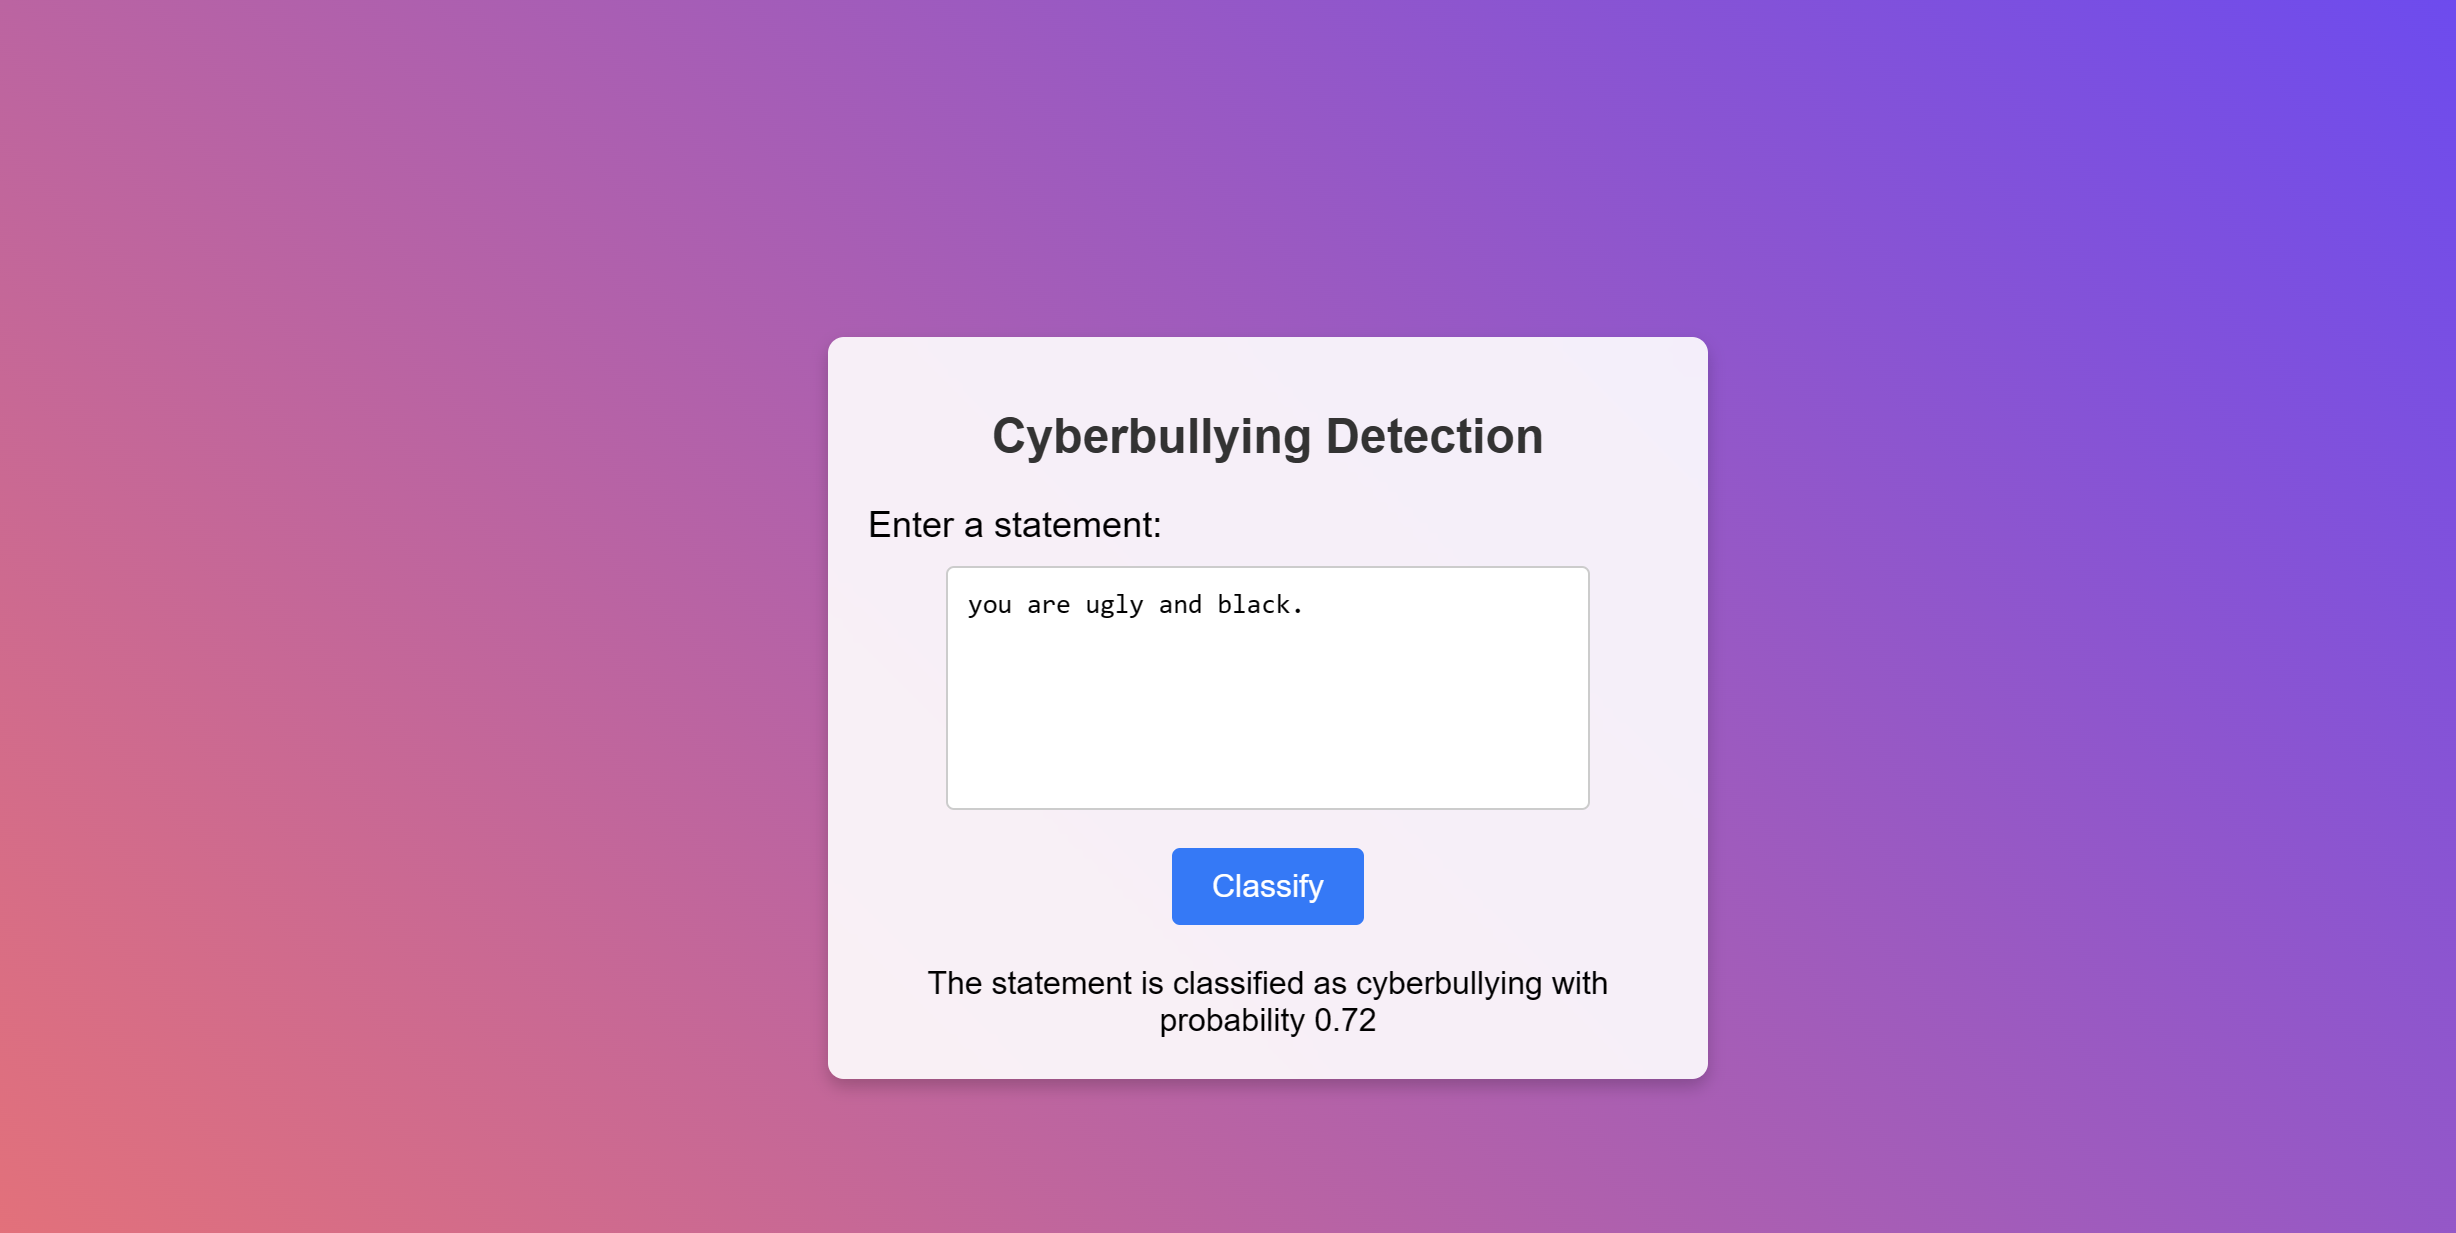 Cyberbullying Detection
Enter a statement:
you are ugly and black.
Classify
The statement is classified as cyberbullying with
probability 0.72